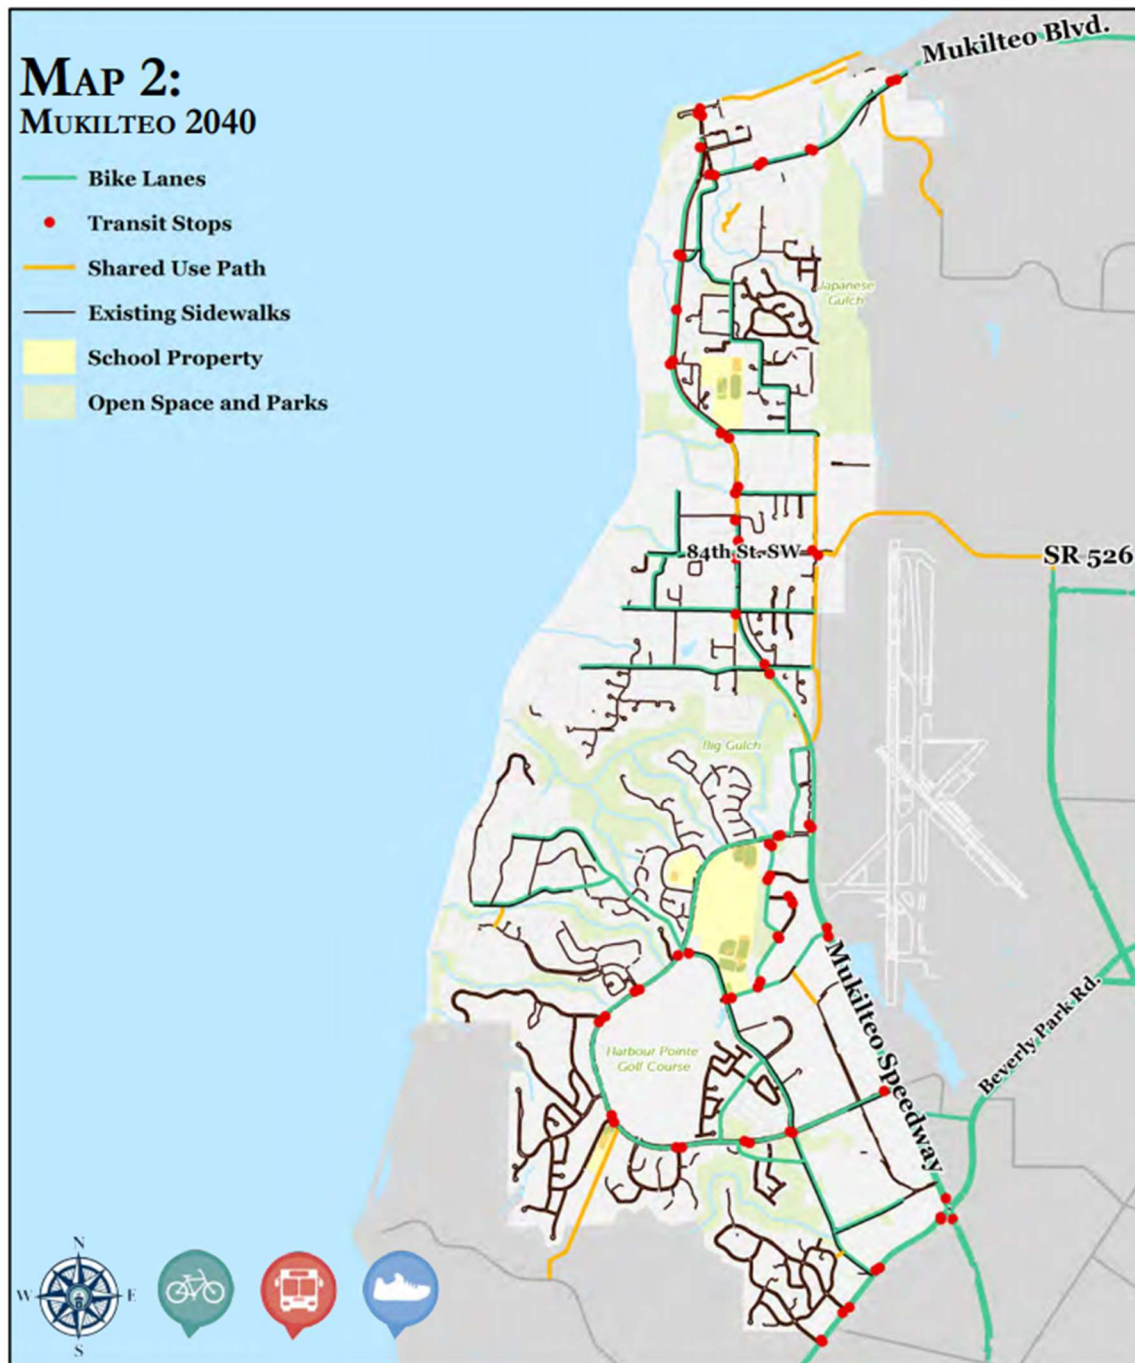 MAP 2:
MUKILTEO 2040
Bike Lanes
Transit Stops
Shared Use Path
Existing Sidewalks
School Property
Open Space and Parks
Mukilteo Blvd.
Japanese
Gulch
84th St. SW
SR 526
Big Gulch
Mukilteo Speedway
Beverly Park Rd.
Harbour Pointe
Golf Course
N
W
E
S